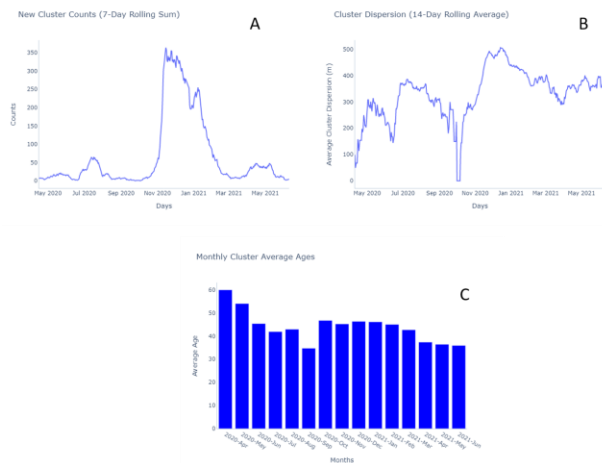 New Cluster Counts (7-Day Rolling Sum)
A
350
300
250
200
150
100
50
0
Counts
May 2020 Jul 2020 Sep 2020 Nov 2020 Jan 2021 Mar 2021 May 2021
Days
Cluster Dispersion (14-Day Rolling Average)
B
500
400
300
200
100
0
Average Cluster Dispersion (m)
May 2020 Jul 2020 Sep 2020 Nov 2020 Jan 2021 Mar 2021 May 2021
Days
Monthly Cluster Average Ages
C
60
50
40
30
20
10
0
Average Age
2020-Apr
2020-May
2020-Jun
2020-Jul
2020-Aug
2020-Sep
2020-Oct
2020-Nov
2020-Dec
2021-Jan
2021-Feb
2021-Mar
2021-Apr
2021-May
2021-Jun
Months